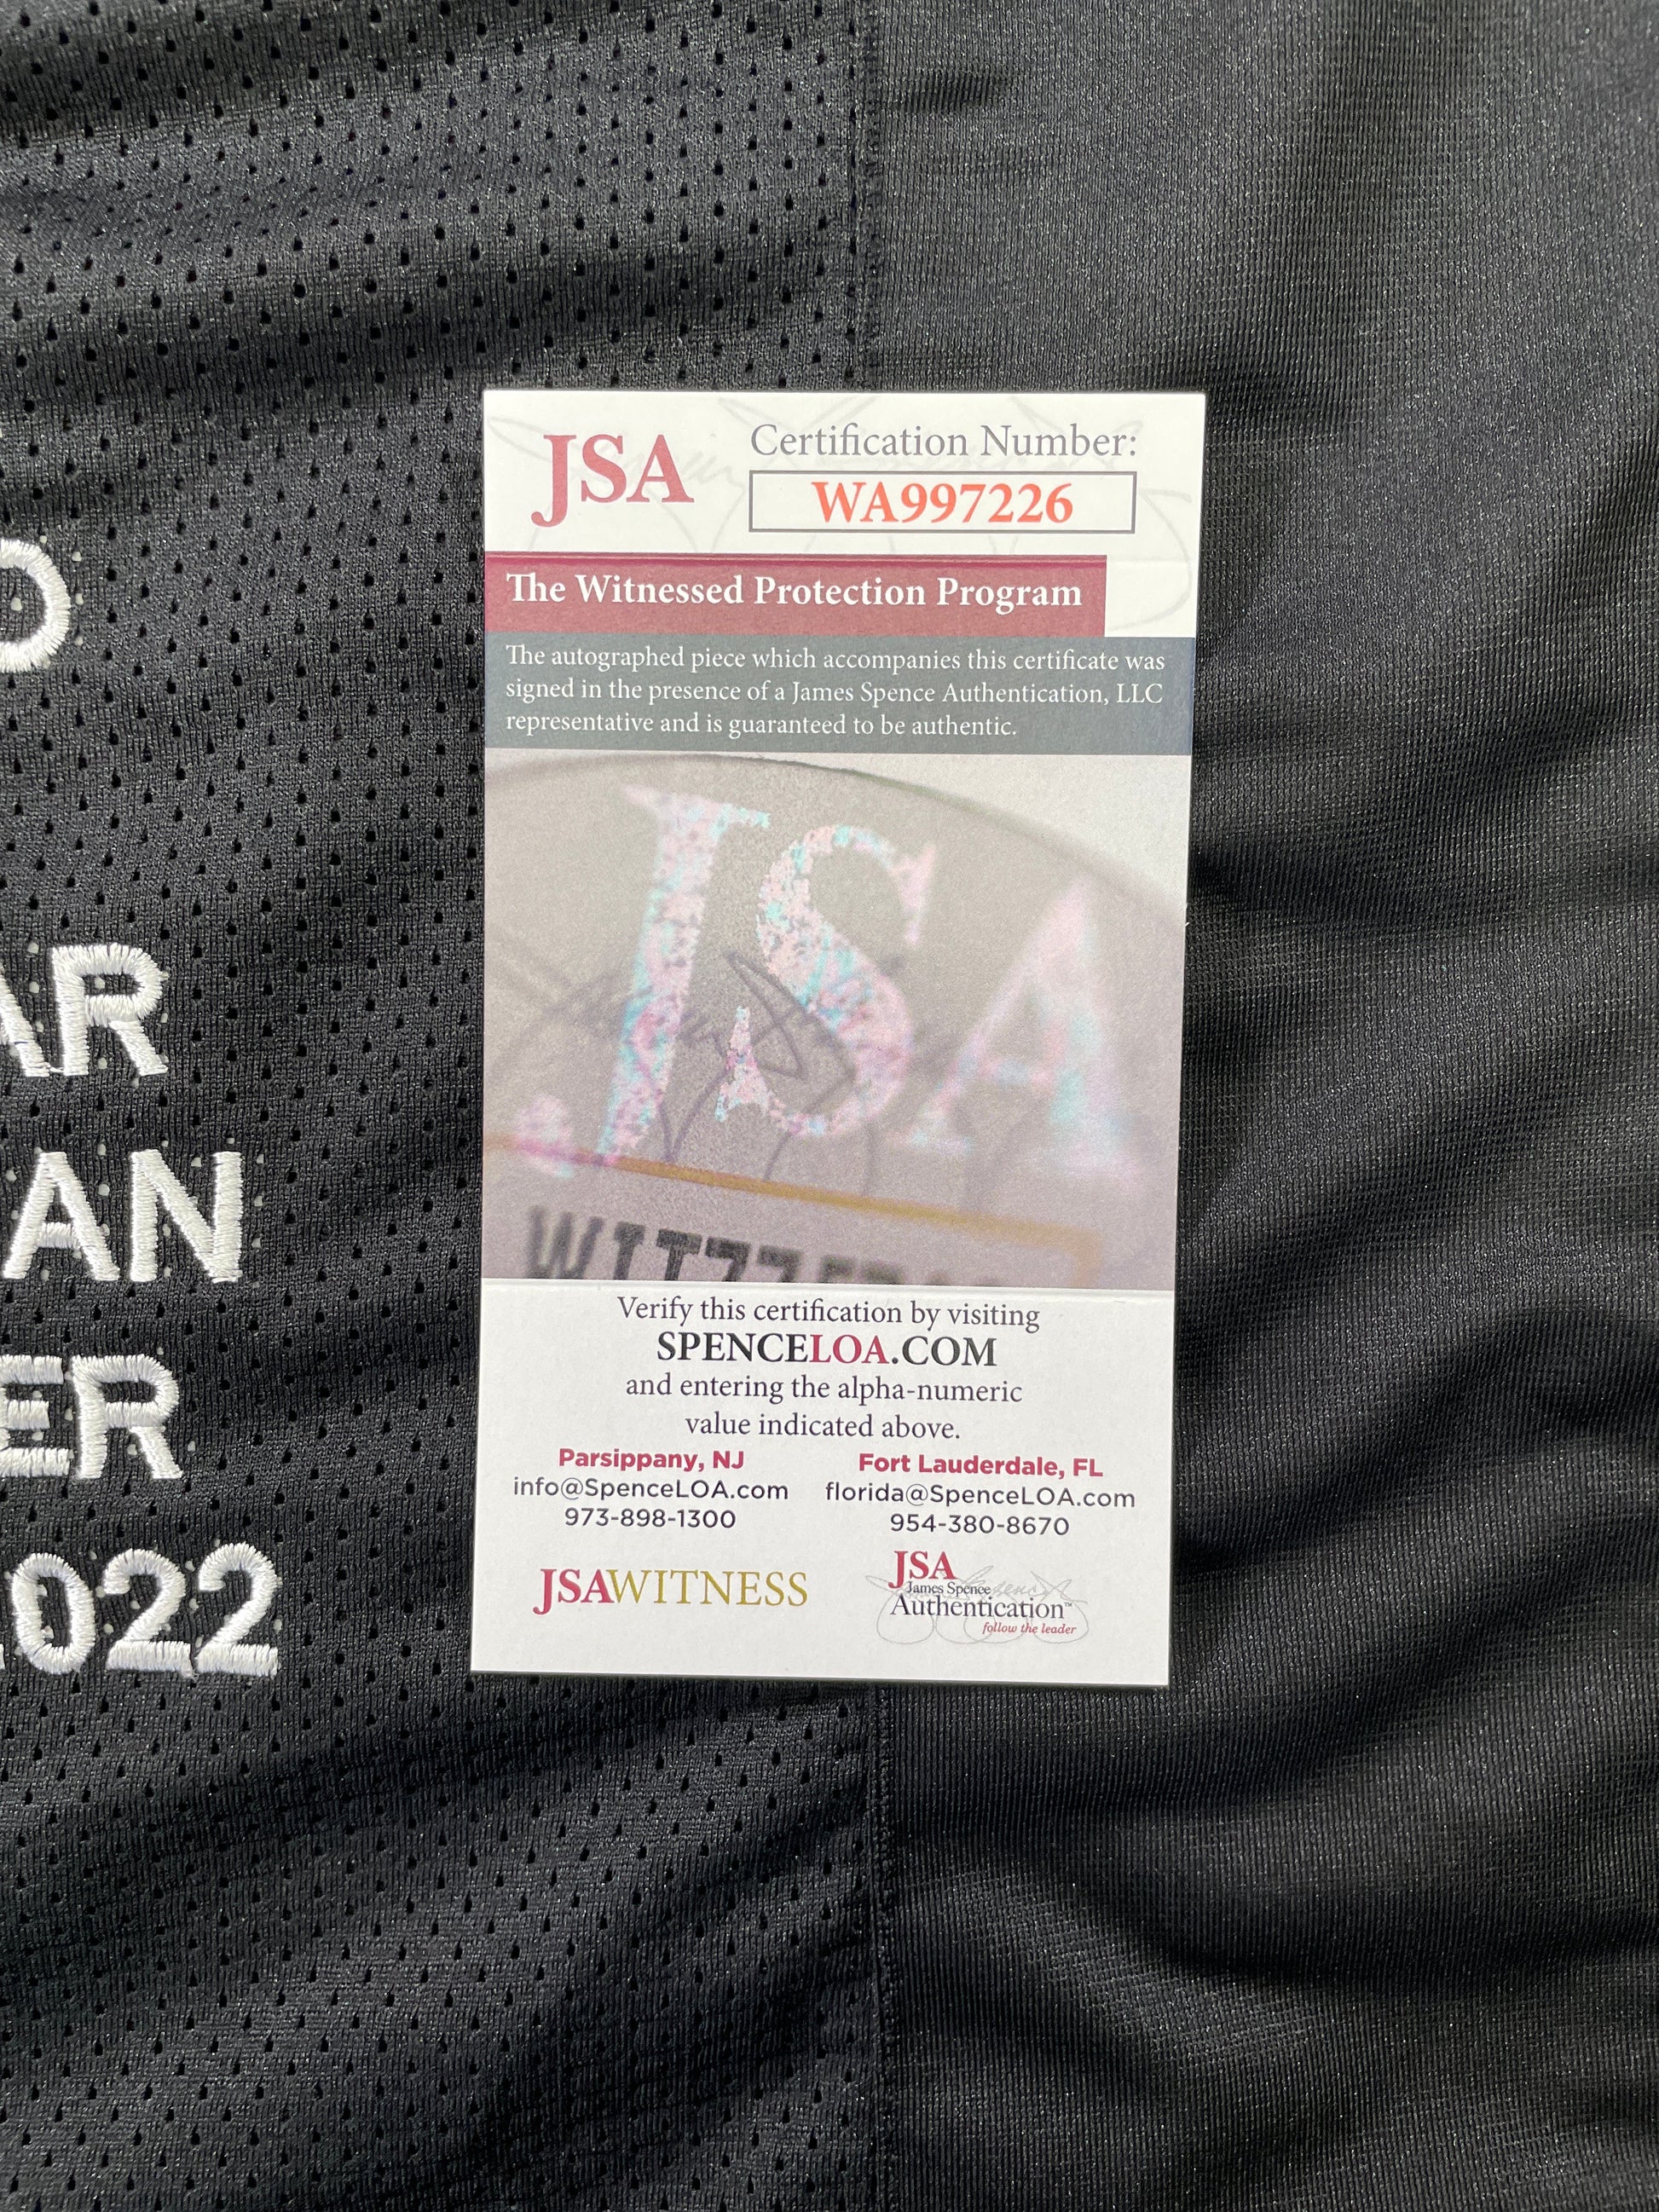 JSA
Certification Number:
WA997226
The Witnessed Protection Program
The autographed piece which accompanies this certificate was
signed in the presence of a James Spence Authentication, LLC
representative and is guaranteed to be authentic.
JSA
Verify this certification by visiting
SPENCELOA.COM
and entering the alpha-numeric
value indicated above.
Parsippany, NJ
info@SpenceLOA.com
973-898-1300
Fort Lauderdale, FL
florida@SpenceLOA.com
954-380-8670
JSAWITNESS
JSA
James Spence
Authentication™
follow the leader
O
AR
AN
ER
022